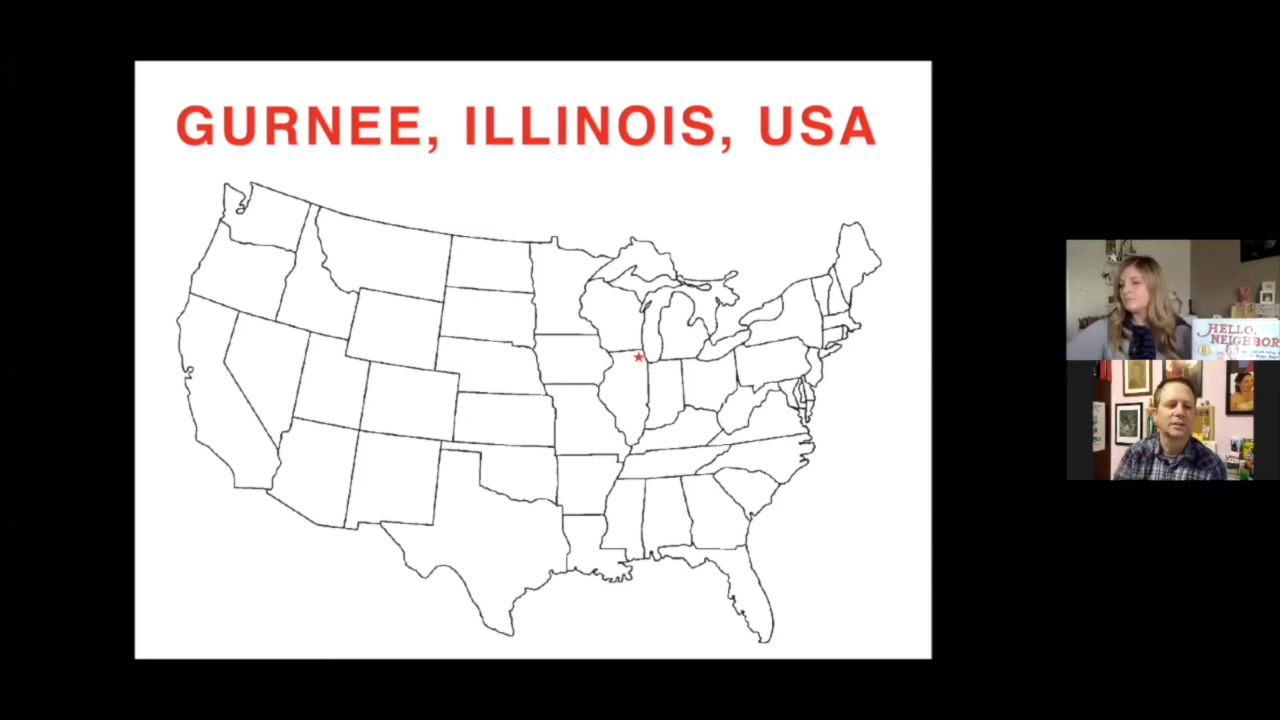 GURNEE, ILLINOIS, USA
HELLO,
NEIGHBOR